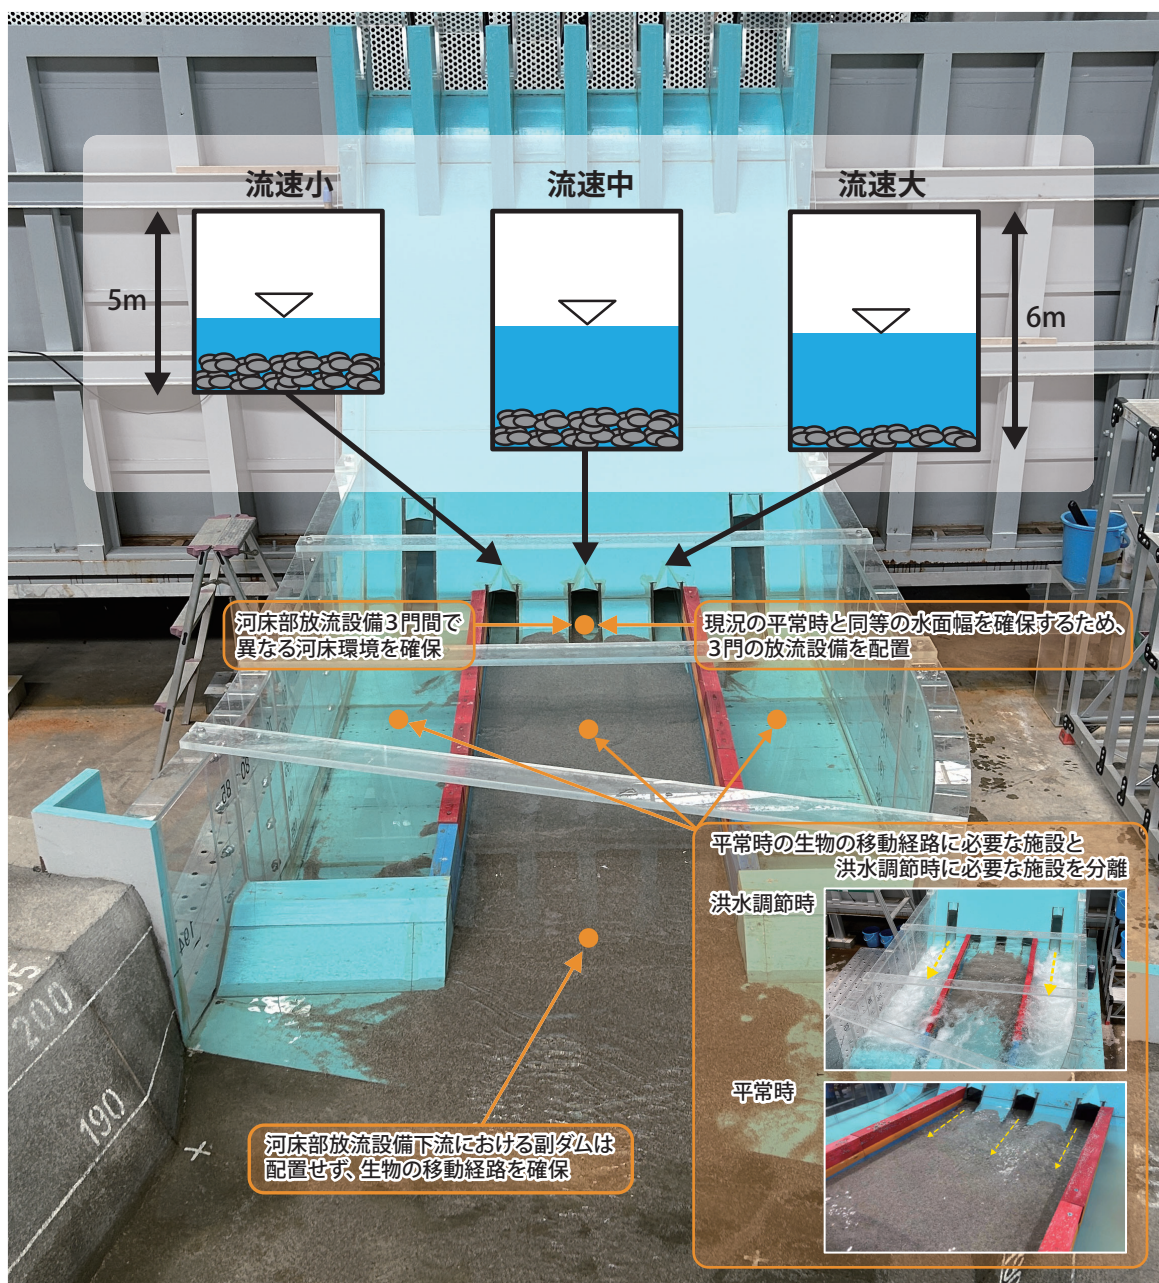 流速小
流速中
流速大
5m
6m
河床部放流設備3門間で
異なる河床環境を確保
現況の平常時と同等の水面幅を確保するため、
3門の放流設備を配置
平常時の生物の移動経路に必要な施設と
洪水調節時に必要な施設を分離
洪水調節時
平常時
河床部放流設備下流における副ダムは
配置せず、生物の移動経路を確保
80
85
200
190